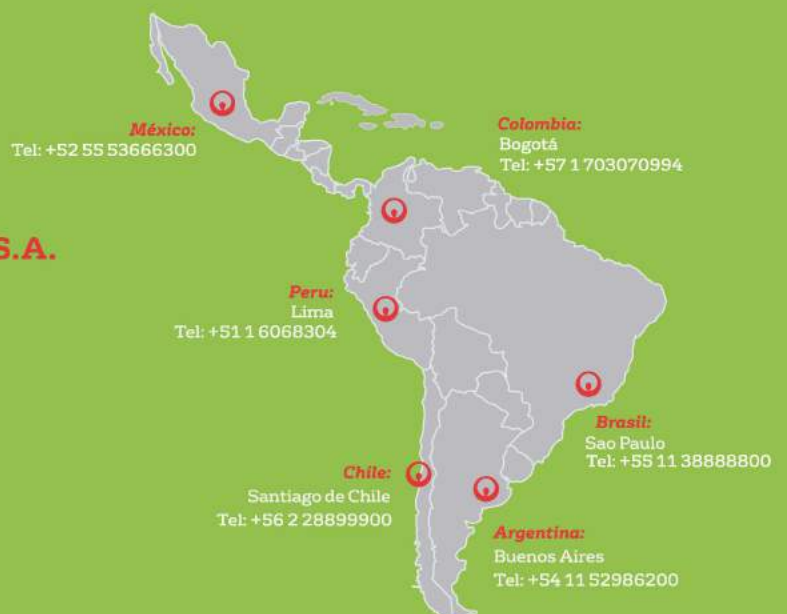 México:
Tel: +52 55 53666300
Colombia:
Bogotá
Tel: +57 1 703070994
S.A.
Peru:
Lima
Tel: +51 1 6068304
Brasil:
Sao Paulo
Tel: +55 11 38888800
Chile:
Santiago de Chile
Tel: +56 2 28899900
Argentina:
Buenos Aires
Tel: +54 11 52986200